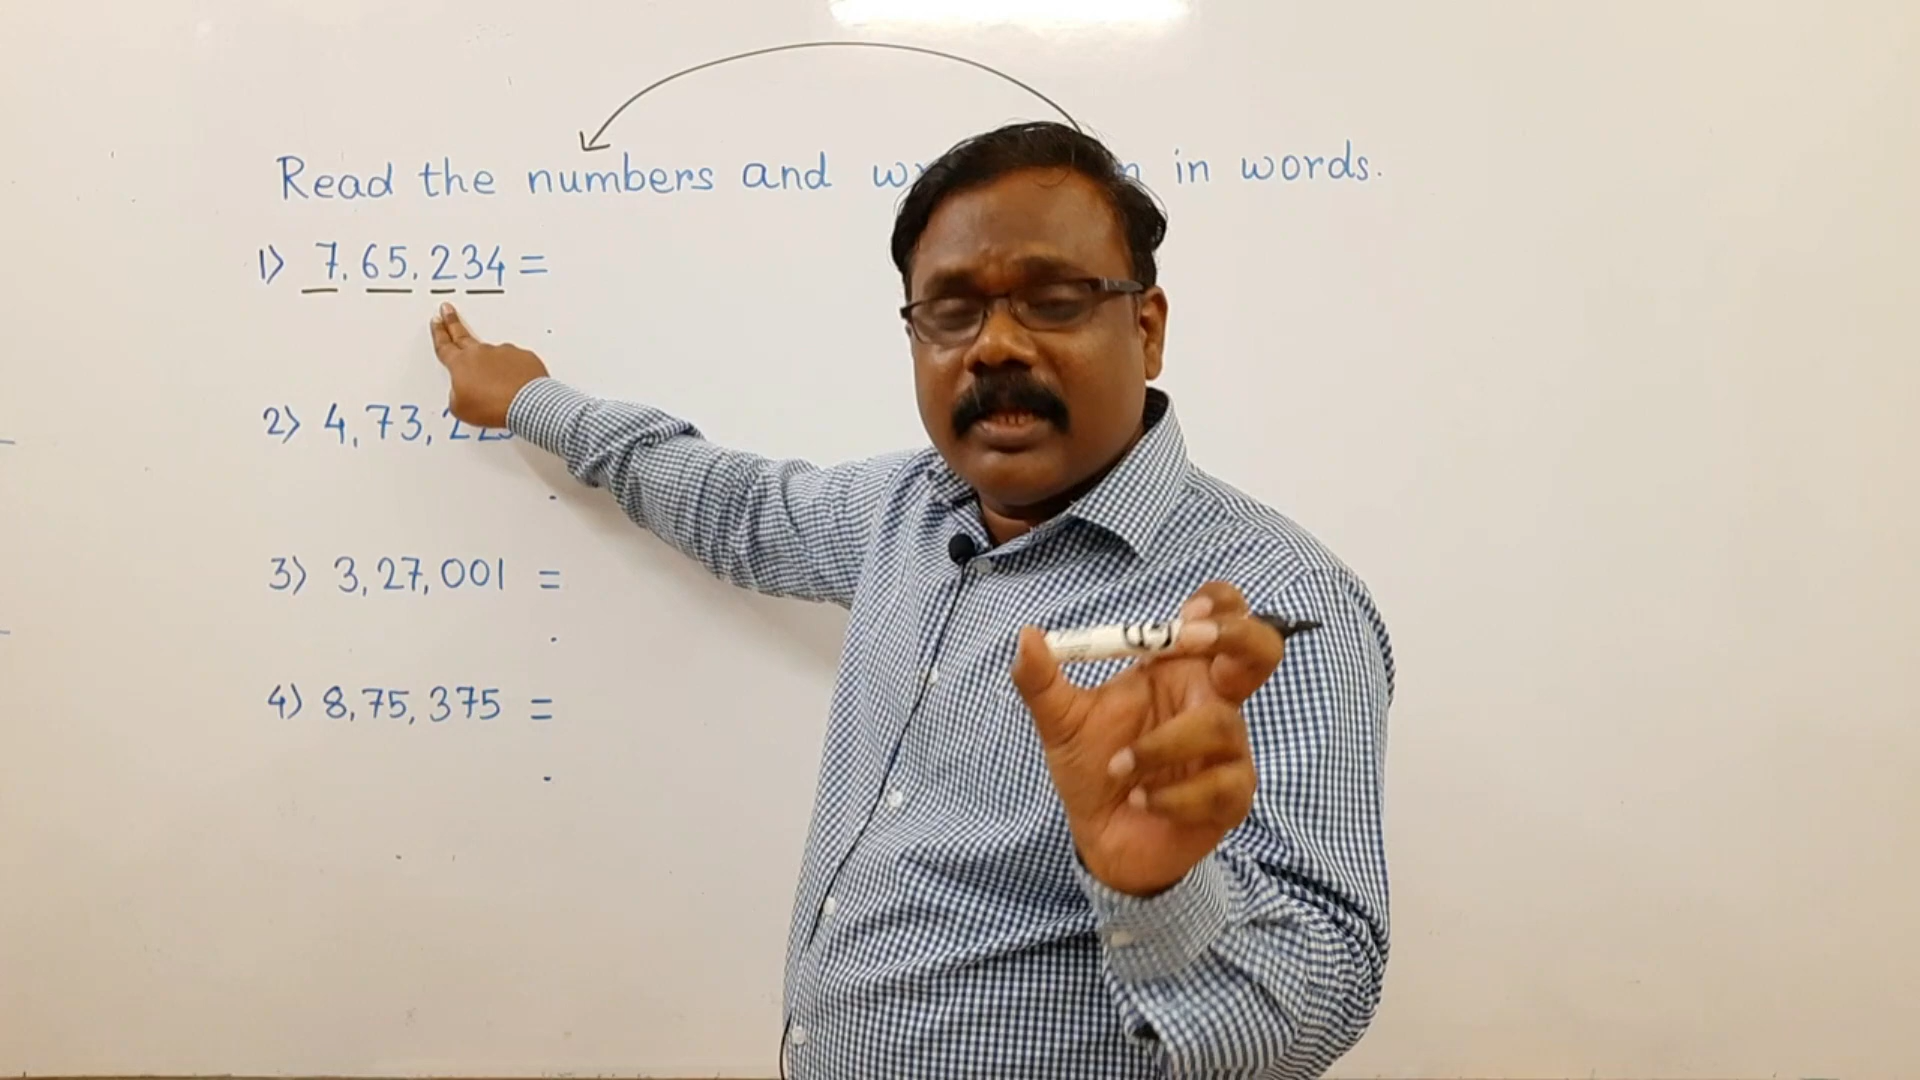 Read the numbers and in words.
1) 7,65,234 =
2) 4,73,
3) 3,27,001 =
4) 8,75,375 =